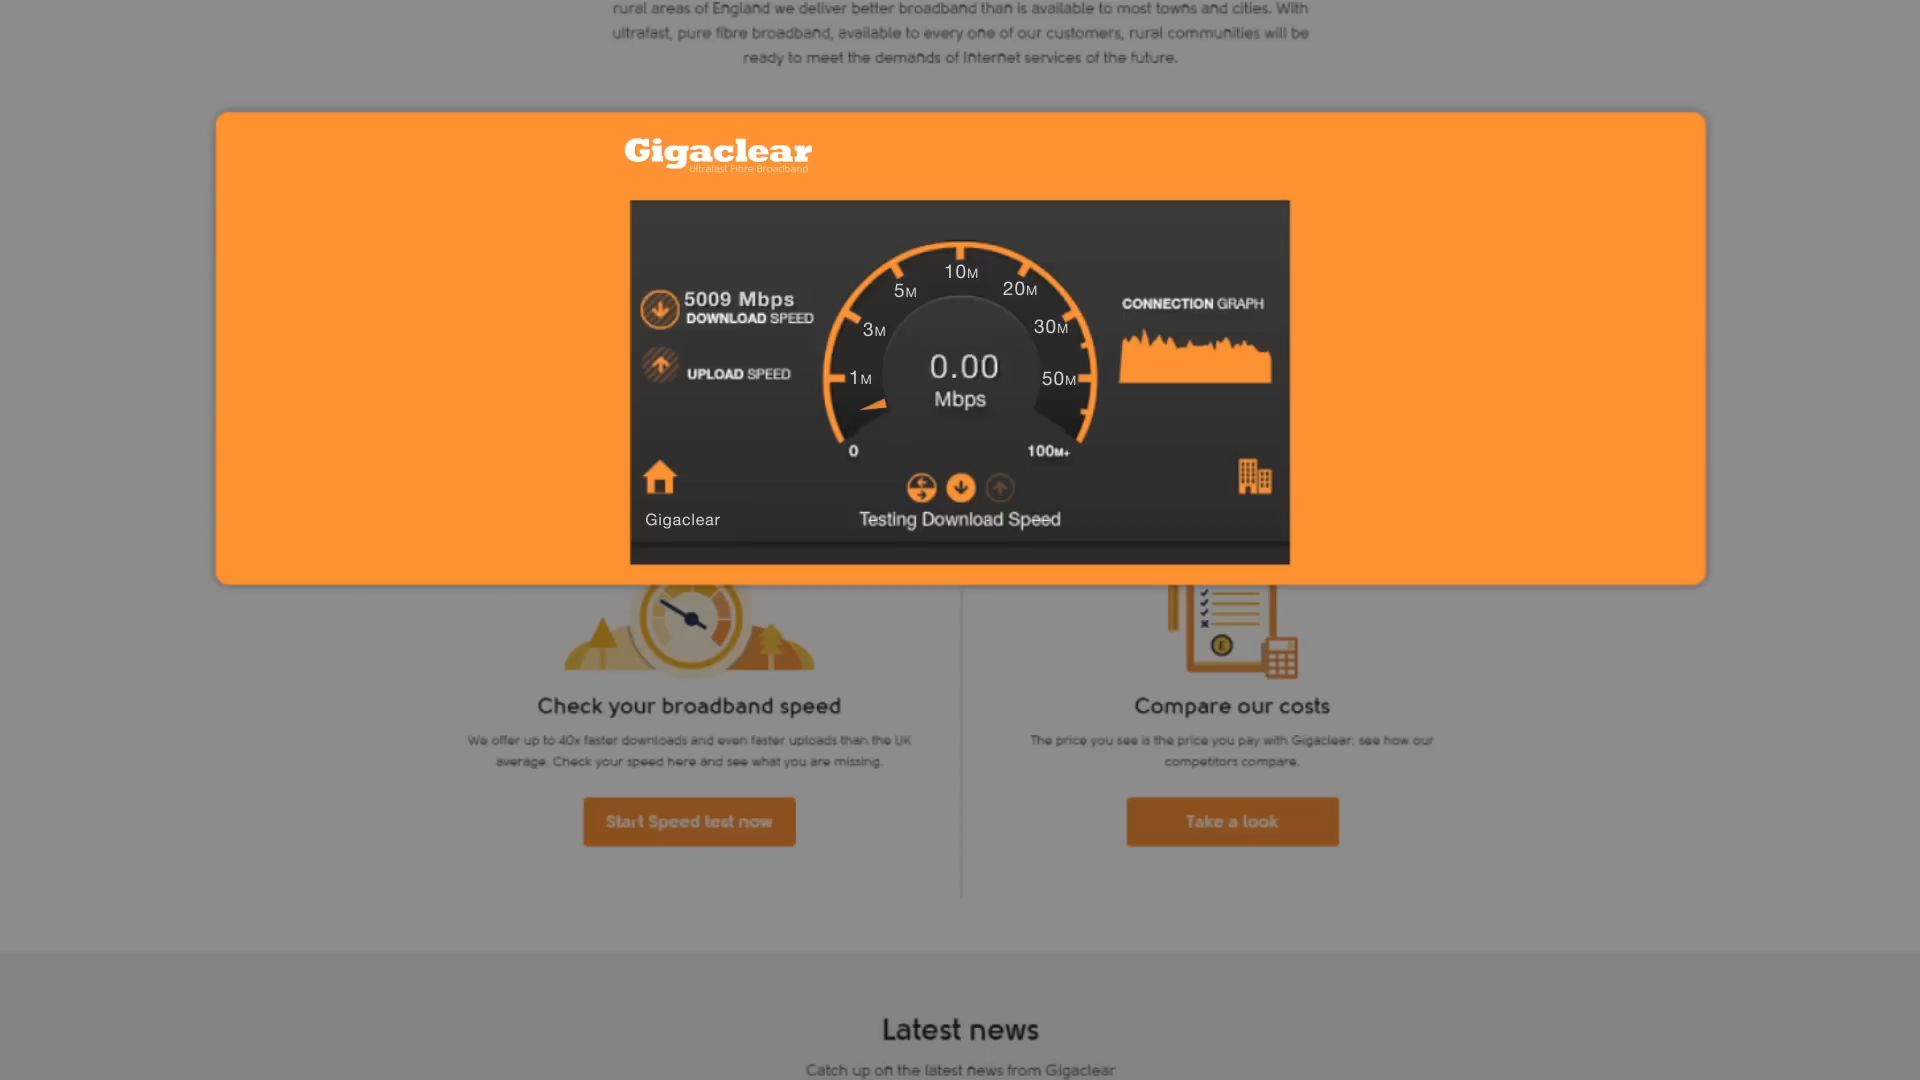 rural areas of England we deliver better broadband than is available to most towns and cities. With
ultrafast, pure fibre broadband, available to every one of our customers, rural communities will be
ready to meet the demands of Internet services of the future.
Gigaclear
Ultrafast Fibre Broadband
5009 Mbps
DOWNLOAD SPEED
UPLOAD SPEED
0
1M
3M
5M
10M
20M
30M
50M
100M+
0.00
Mbps
CONNECTION GRAPH
Gigaclear
Testing Download Speed
£
Check your broadband speed
We offer up to 40x faster downloads and even faster uploads than the UK
average. Check your speed here and see what you are missing.
Start Speed test now
Compare our costs
The price you see is the price you pay with Gigaclear; see how our
competitors compare.
Take a look
Latest news
Catch up on the latest news from Gigaclear